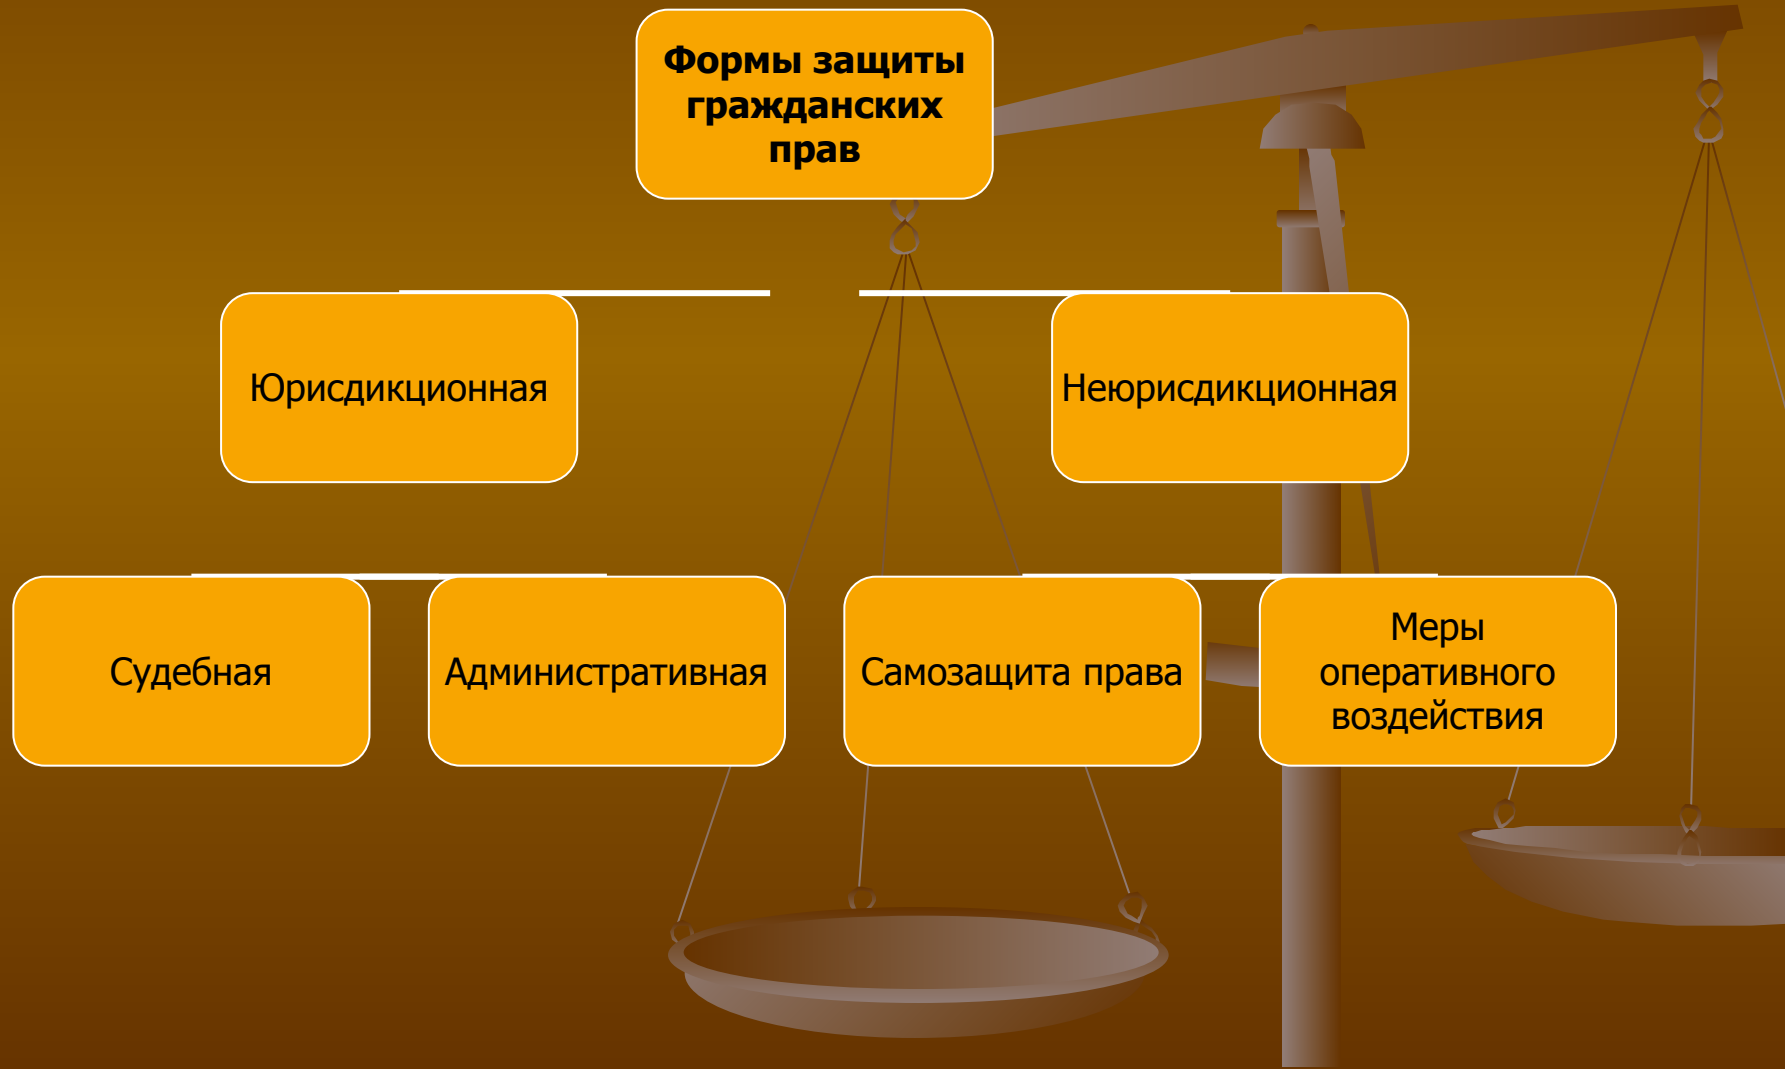 Формы защиты
гражданских
прав
Юрисдикционная
Неюрисдикционная
Судебная
Административная
Самозащита права
Меры
оперативного
воздействия